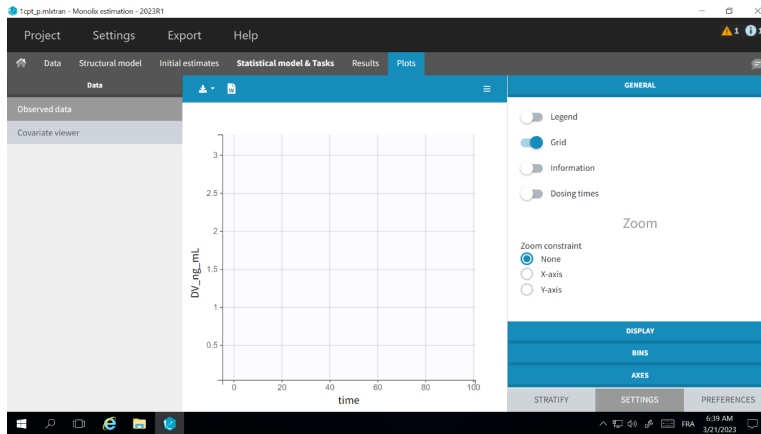 1cpt_p.mlxtran - Monolix estimation - 2023R1
Project Settings Export Help
1
Data Structural model Initial estimates Statistical model & Tasks Results Plots
Data
Observed data
Covariate viewer
GENERAL
Legend
Grid
Information
Dosing times
Zoom
Zoom constraint
None
X-axis
Y-axis
DISPLAY
BINS
AXES
STRATIFY SETTINGS PREFERENCES
3
2.5
2
1.5
1
0.5
DV_ng_mL
0 20 40 60 80 100
time
FRA
6:39 AM
3/21/2023